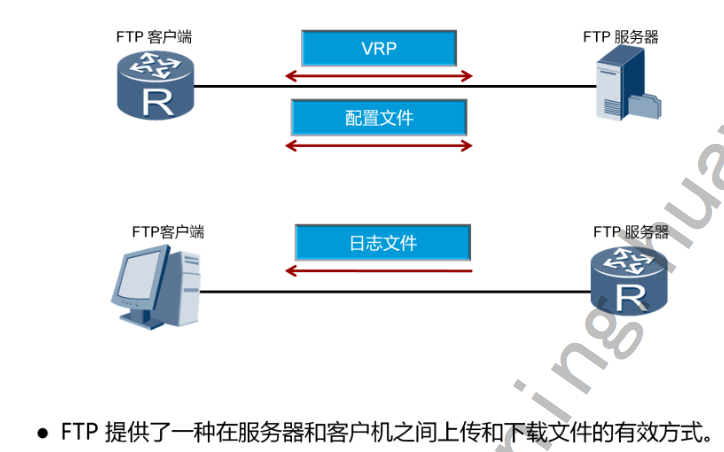 FTP 客户端
FTP 服务器
VRP
R
配置文件
FTP客户端
FTP 服务器
日志文件
R
● FTP 提供了一种在服务器和客户机之间上传和下载文件的有效方式。